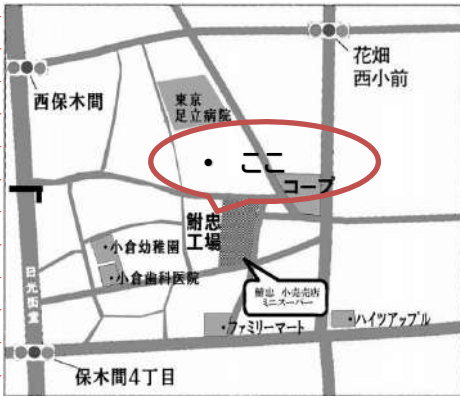 花畑
西小前
西保木間
東京
足立病院
・ここ
コープ
鮒忠
工場
・小倉幼稚園
・小倉歯科医院
日光街道
鮒忠 小売売店
ミニスーパー
・ファミリーマート
・ハイツアップル
保木間4丁目